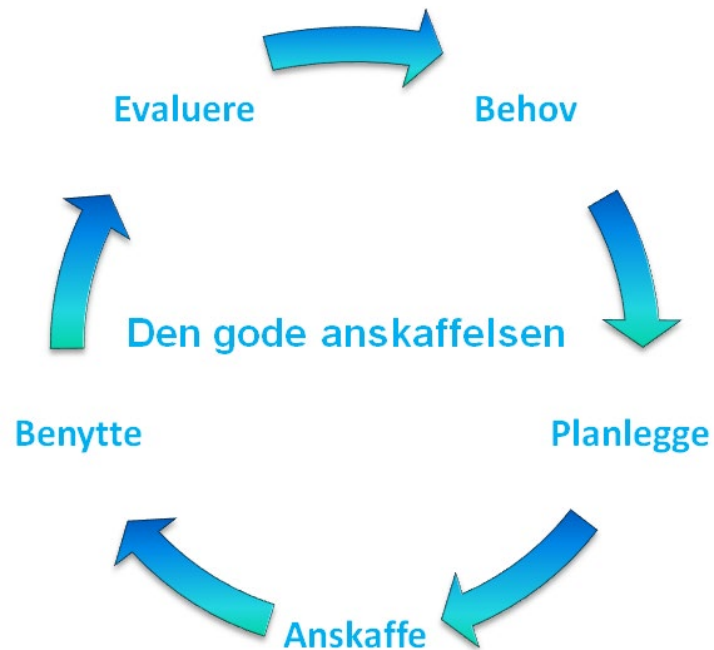 Evaluere
Behov
Den gode anskaffelsen
Benytte
Planlegge
Anskaffe